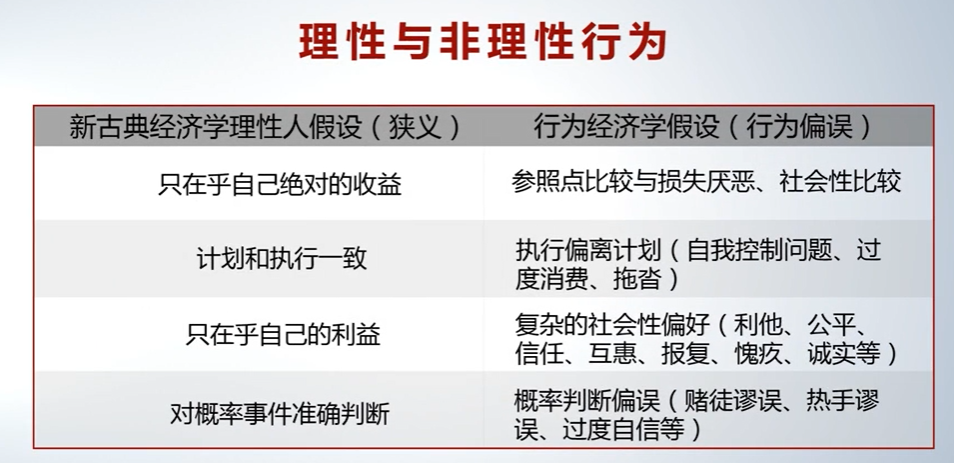 理性与非理性行为
新古典经济学理性人假设（狭义）
行为经济学假设（行为偏误）
只在乎自己绝对的收益
参照点比较与损失厌恶、社会性比较
计划和执行一致
执行偏离计划（自我控制问题、过
度消费、拖沓）
只在乎自己的利益
复杂的社会性偏好（利他、公平、
信任、互惠、报复、愧疚、诚实等）
对概率事件准确判断
概率判断偏误（赌徒谬误、热手谬
误、过度自信等）